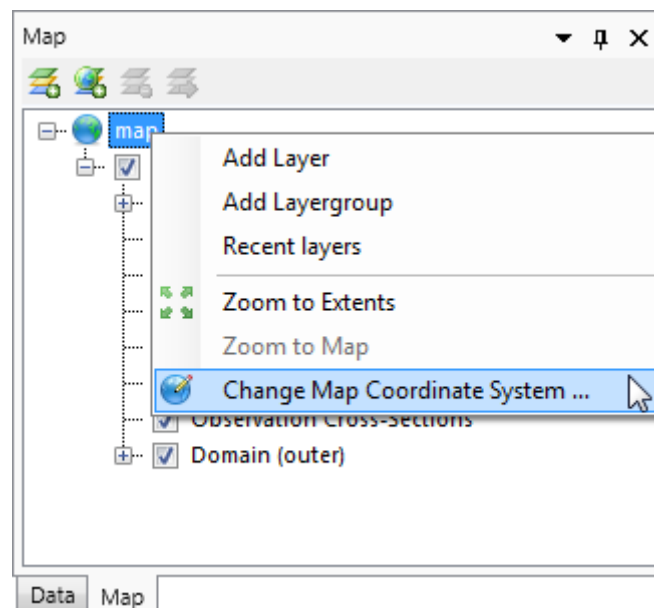 Map
map
Add Layer
Add Layergroup
Recent layers
Zoom to Extents
Zoom to Map
Change Map Coordinate System ...
Observation Cross-Sections
Domain (outer)
Data Map